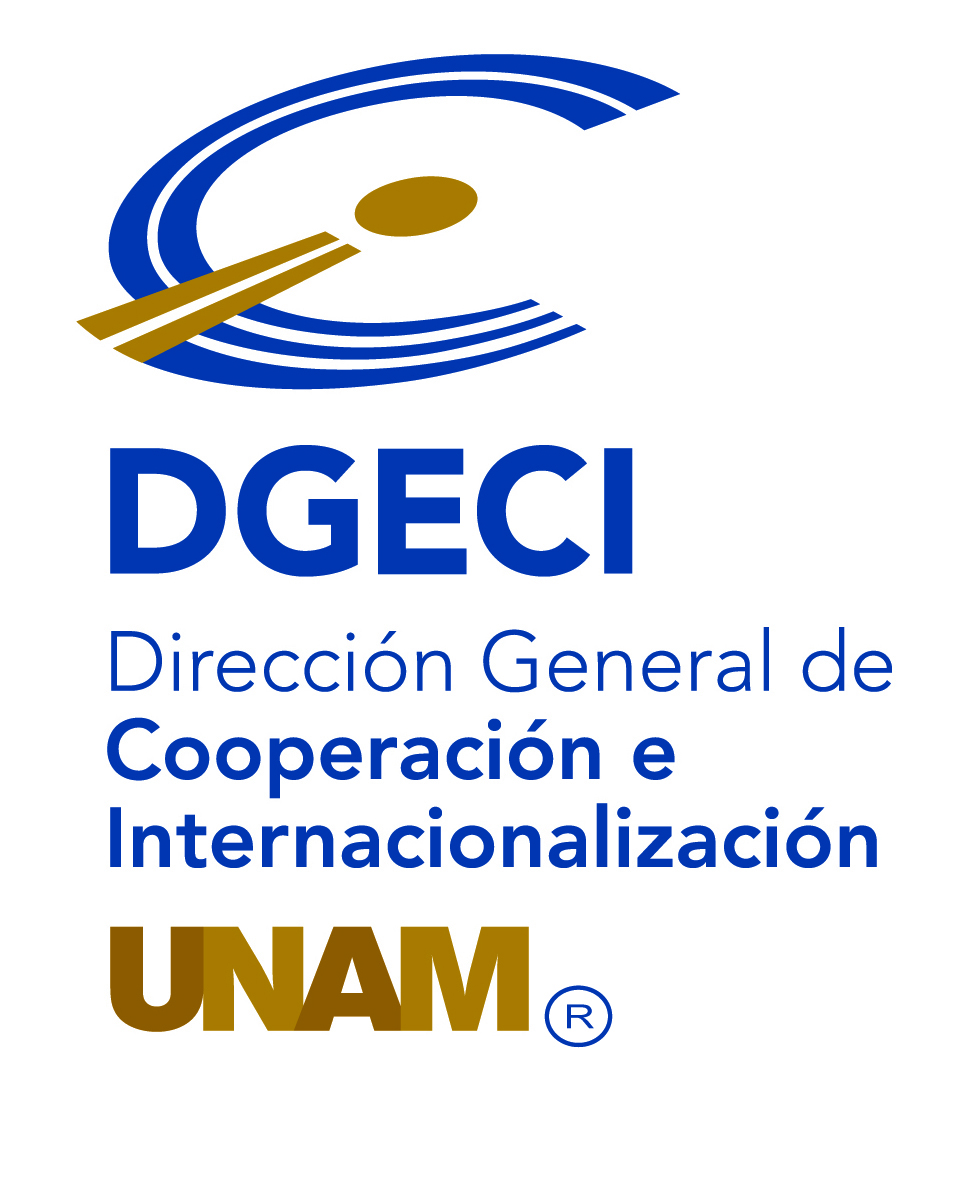 DGECI
Dirección General de
Cooperación e
Internacionalización
UNAM ®